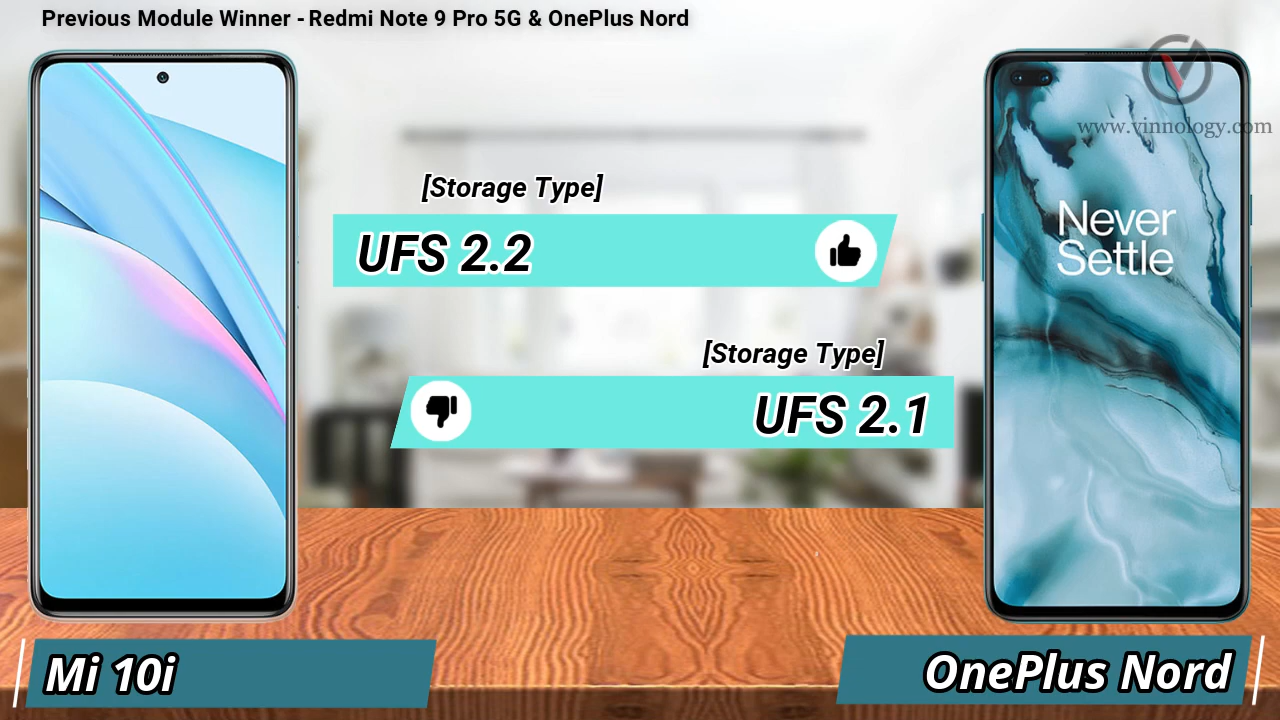 Previous Module Winner - Redmi Note 9 Pro 5G & OnePlus Nord
www.vinnology.com
[Storage Type]
UFS 2.2
Never
Settle
[Storage Type]
UFS 2.1
Mi 10i
OnePlus Nord